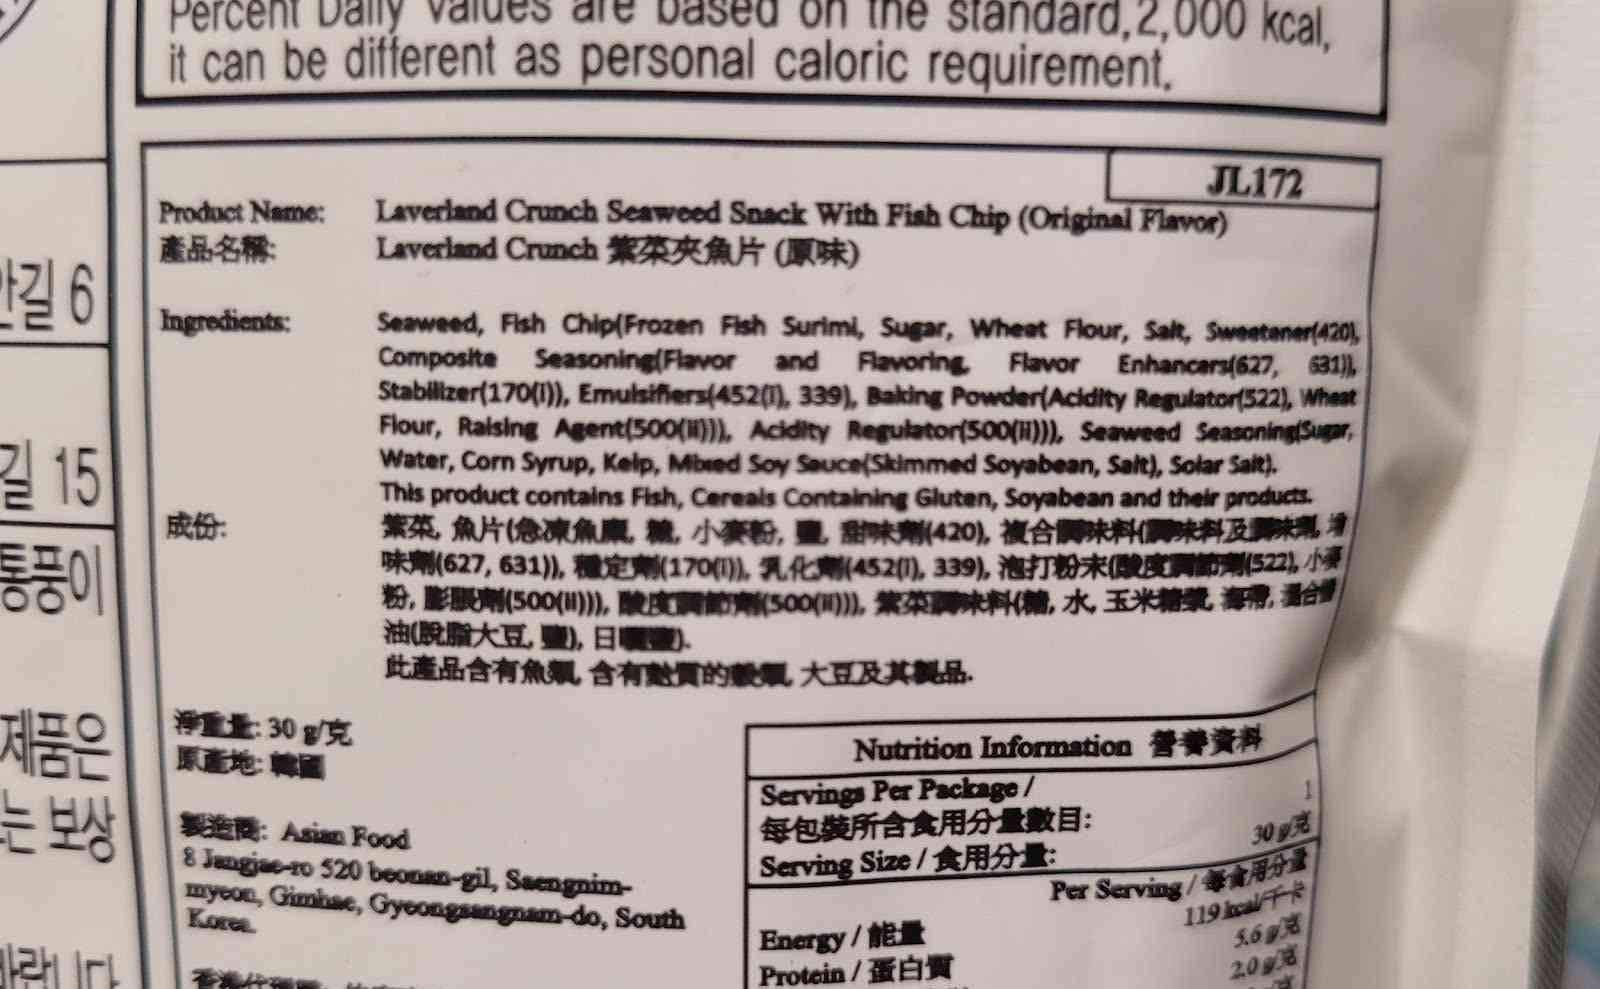 Percent Daily Values are based on the standard,2,000 kcal,
it can be different as personal caloric requirement.
JL172
Product Name: Laverland Crunch Seaweed Snack With Fish Chip (Original Flavor)
產品名稱: Laverland Crunch 紫菜夾魚片 (原味)
Ingredients: Seaweed, Fish Chip(Frozen Fish Surimi, Sugar, Wheat Flour, Salt, Sweetener(420),
Composite Seasoning(Flavor and Flavoring, Flavor Enhancers(627, 631)),
Stabilizer(170(i)), Emulsifiers(452(i), 339), Baking Powder(Acidity Regulator(522), Wheat
Flour, Raising Agent(500(ii))), Acidity Regulator(500(ii))), Seaweed Seasoning(Sugar,
Water, Corn Syrup, Kelp, Mixed Soy Sauce(Skimmed Soyabean, Salt), Solar Salt).
This product contains Fish, Cereals Containing Gluten, Soyabean and their products.
成份: 紫菜, 魚片(急凍魚糜, 糖, 小麥粉, 鹽, 甜味劑(420), 複合調味料(調味料及調味劑, 增
味劑(627, 631)), 穩定劑(170(i)), 乳化劑(452(i), 339), 泡打粉末(酸度調節劑(522), 小麥
粉, 膨脹劑(500(ii))), 酸度調節劑(500(ii))), 紫菜調味料(糖, 水, 玉米糖漿, 海帶, 混合醬
油(脫脂大豆, 鹽), 日曬鹽).
此產品含有魚類, 含有麩質的穀類, 大豆及其製品.
淨重量: 30 g/克
原產地: 韓國
製造商: Asian Food
8 Jangjae-ro 520 beonan-gil, Saengnim-
myeon, Gimhae, Gyeongsangnam-do, South
Korea.
Nutrition Information 營養資料
Servings Per Package / 1
每包裝所含食用分量數目:
Serving Size / 食用分量: 30 g/克
Per Serving / 每食用分量
Energy / 能量 119 kcal/千卡
Protein / 蛋白質 5.6 g/克
2.0 g/克
길 6
길 15
통풍이
제품은
는 보상
바랍니다